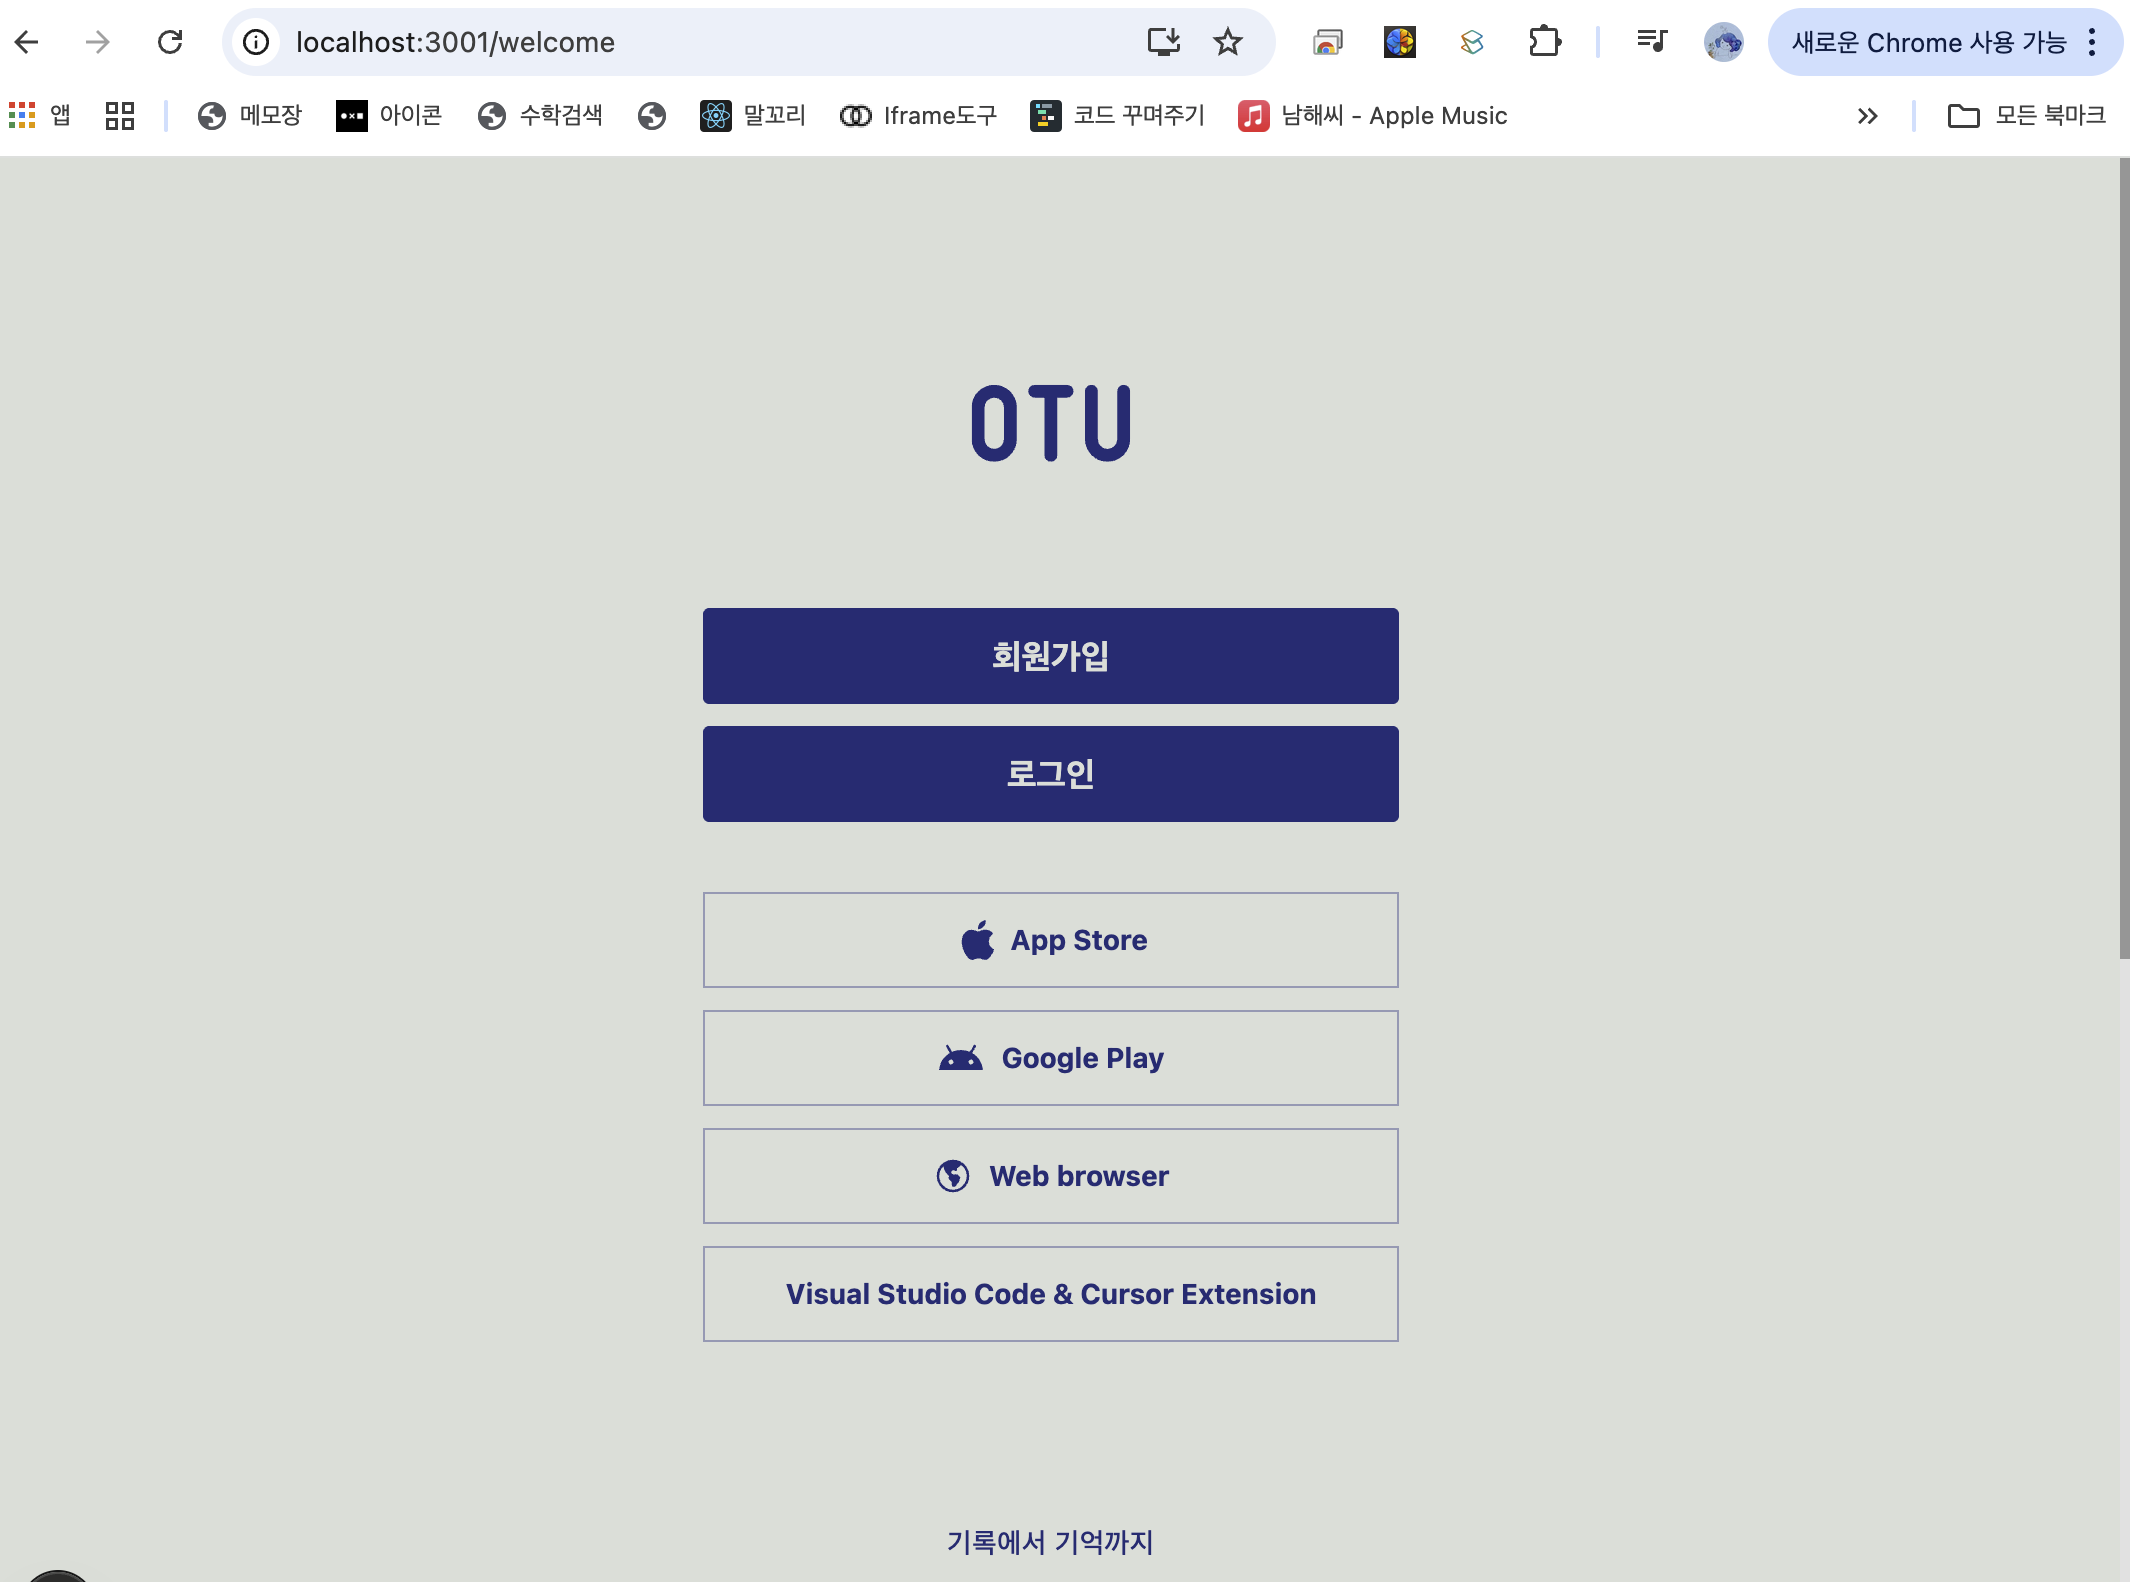 localhost:3001/welcome
새로운 Chrome 사용 가능
앱
메모장
아이콘
수학검색
말꼬리
Iframe도구
코드 꾸며주기
남해씨 - Apple Music
모든 북마크
OTU
회원가입
로그인
App Store
Google Play
Web browser
Visual Studio Code & Cursor Extension
기록에서 기억까지